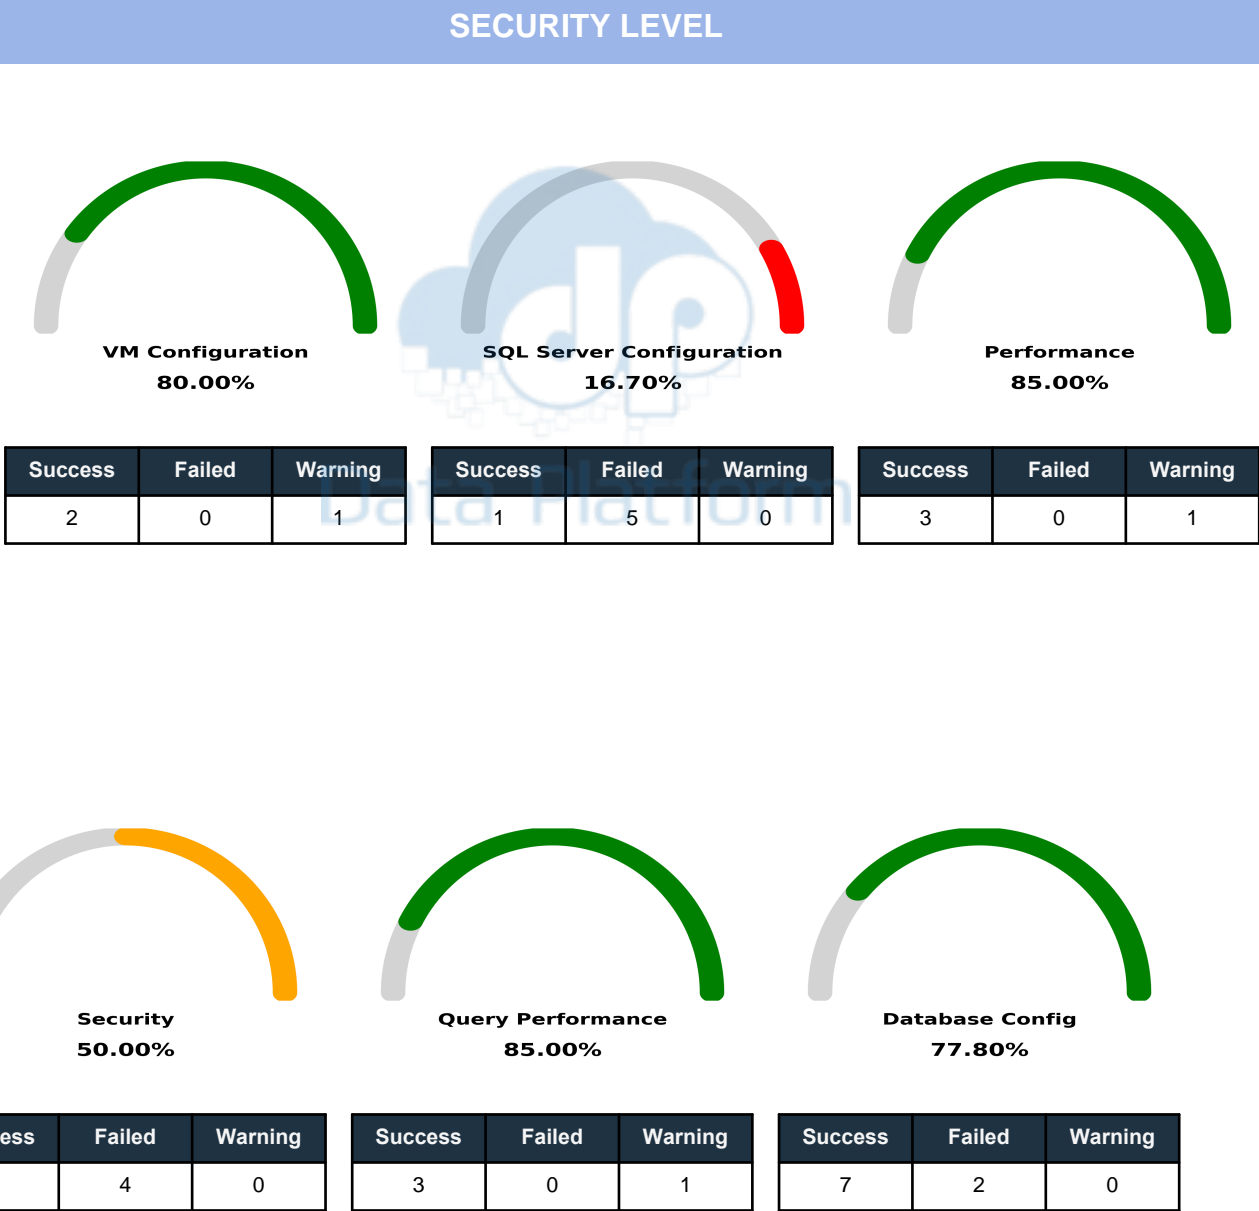 SECURITY LEVEL
VM Configuration
80.00%
SQL Server Configuration
16.70%
Performance
85.00%
Success Failed Warning
2 0 1
Success Failed Warning
1 5 0
Success Failed Warning
3 0 1
Data Platform
dp
Security
50.00%
Query Performance
85.00%
Database Config
77.80%
ess Failed Warning
4 0
Success Failed Warning
3 0 1
Success Failed Warning
7 2 0